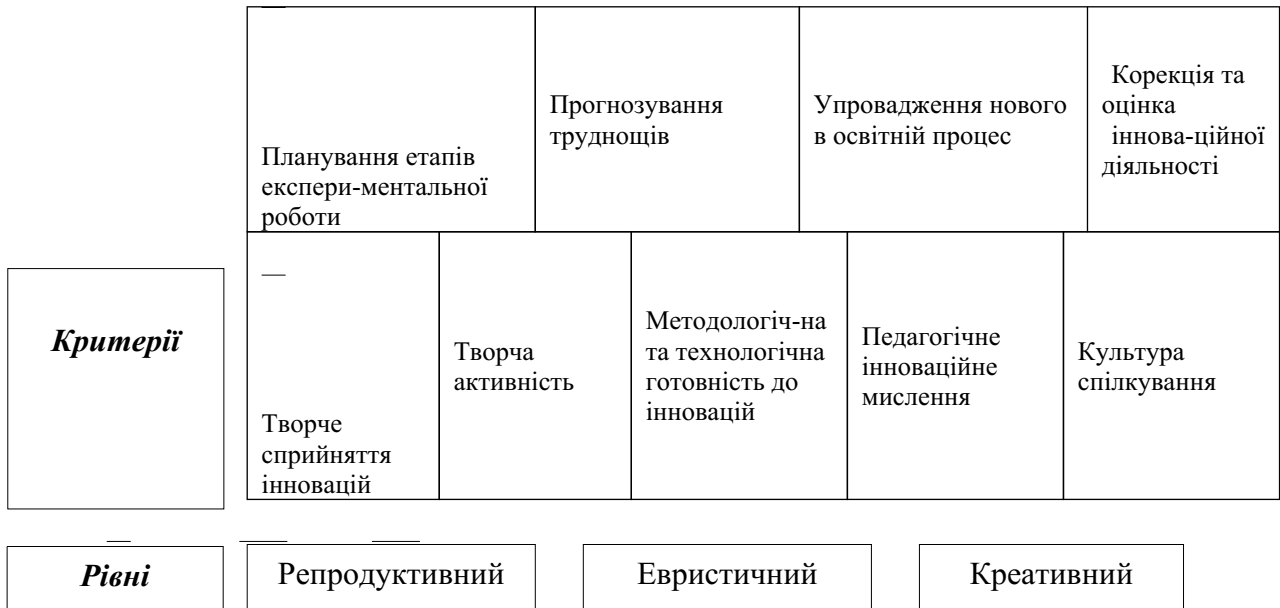 Планування етапів
експери-ментальної
роботи
Прогнозування
труднощів
Упровадження нового
в освітній процес
Корекція та
оцінка
іннова-ційної
діяльності
Критерії
Творче
сприйняття
інновацій
Творча
активність
Методологіч-на
та технологічна
готовність до
інновацій
Педагогічне
інноваційне
мислення
Культура
спілкування
Рівні
Репродуктивний
Евристичний
Креативний